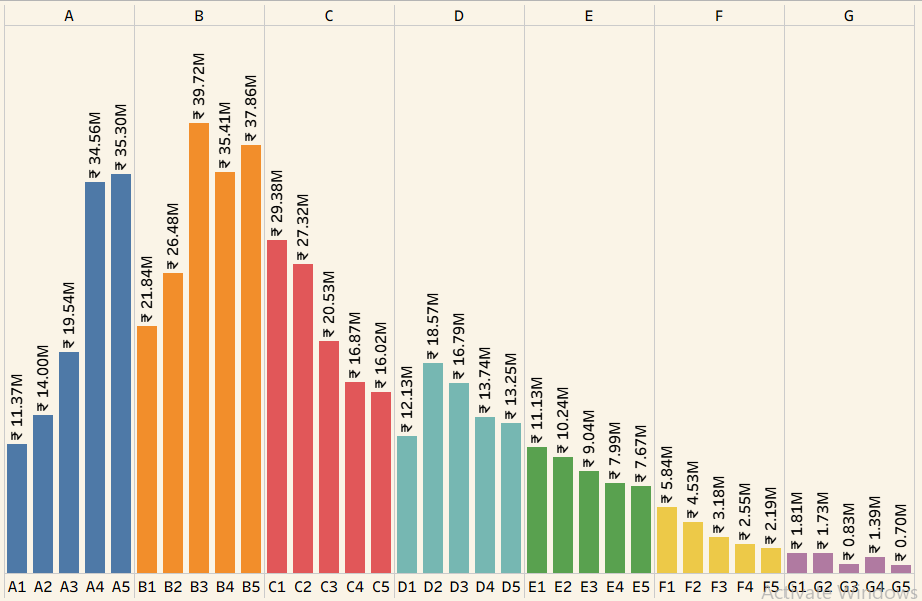 A B C D E F G
₹ 11.37M
₹ 14.00M
₹ 19.54M
₹ 34.56M
₹ 35.30M
₹ 21.84M
₹ 26.48M
₹ 39.72M
₹ 35.41M
₹ 37.86M
₹ 29.38M
₹ 27.32M
₹ 20.53M
₹ 16.87M
₹ 16.02M
₹ 12.13M
₹ 18.57M
₹ 16.79M
₹ 13.74M
₹ 13.25M
₹ 11.13M
₹ 10.24M
₹ 9.04M
₹ 7.99M
₹ 7.67M
₹ 5.84M
₹ 4.53M
₹ 3.18M
₹ 2.55M
₹ 2.19M
₹ 1.81M
₹ 1.73M
₹ 0.83M
₹ 1.39M
₹ 0.70M
A1 A2 A3 A4 A5 B1 B2 B3 B4 B5 C1 C2 C3 C4 C5 D1 D2 D3 D4 D5 E1 E2 E3 E4 E5 F1 F2 F3 F4 F5 G1 G2 G3 G4 G5
Activate Windows